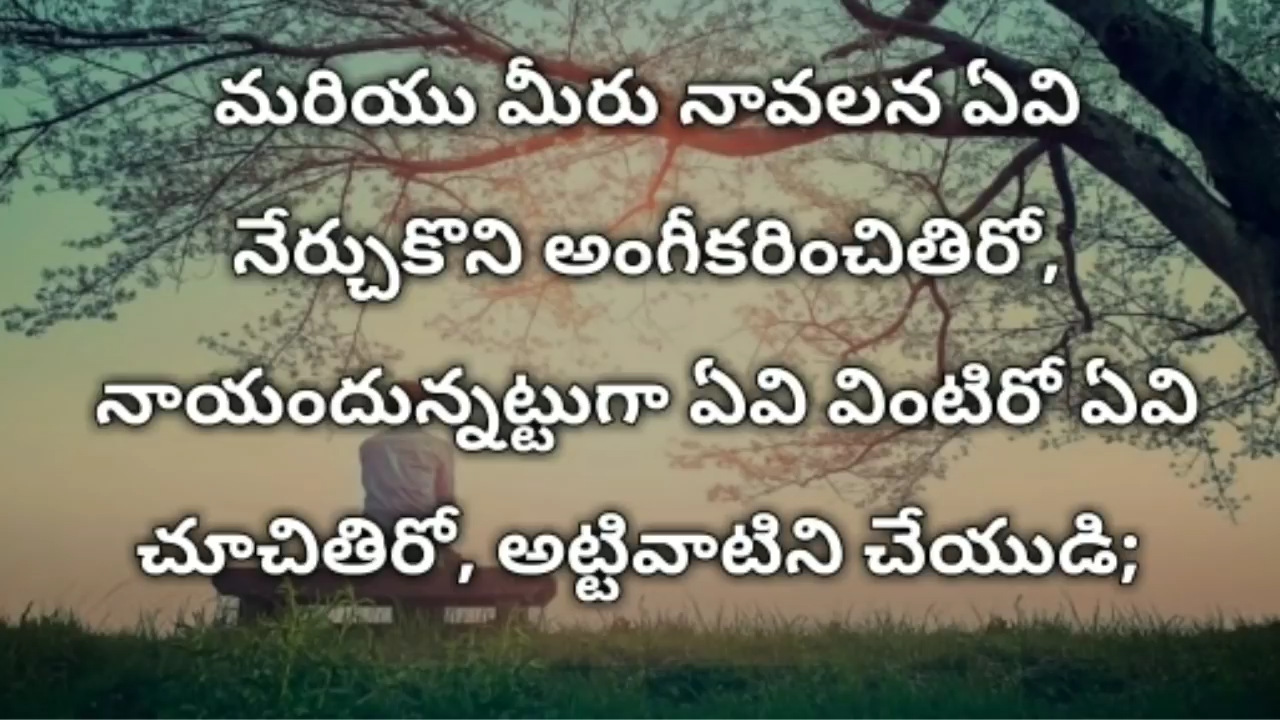 మరియు మీరు నావలన ఏవి
నేర్చుకొని అంగీకరించితిరో,
నాయందున్నట్టుగా ఏవి వింటిరో ఏవి
చూచితిరో, అట్టివాటిని చేయుడి;